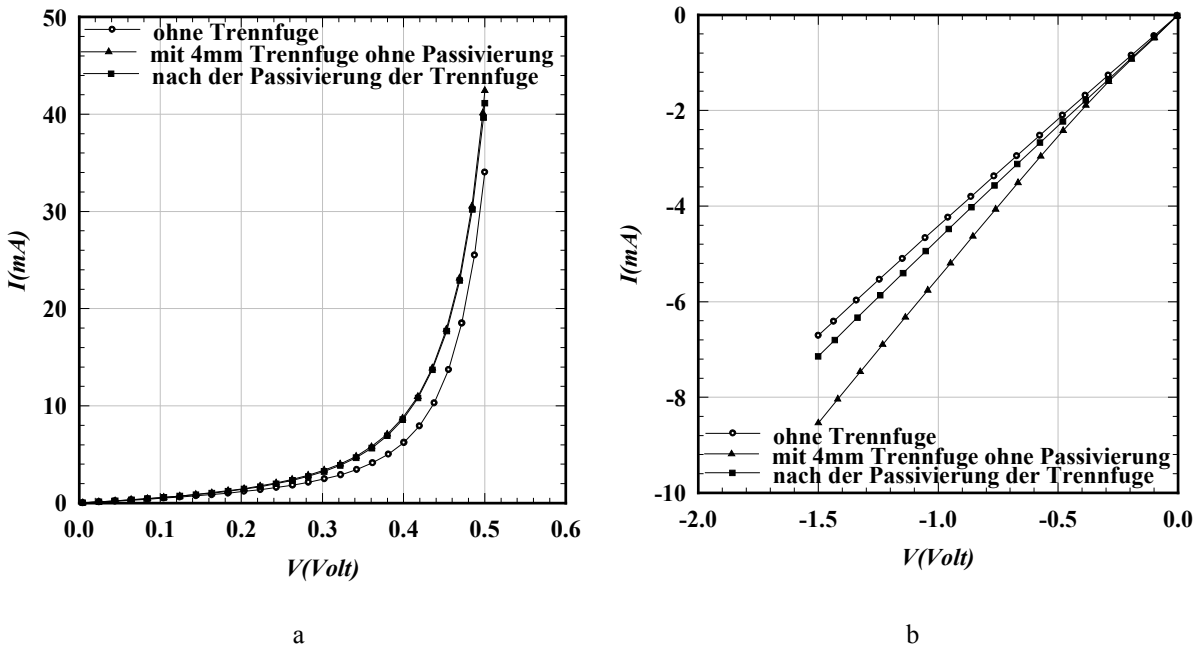 50
40
30
20
10
0
I(mA)
ohne Trennfuge
mit 4mm Trennfuge ohne Passivierung
nach der Passivierung der Trennfuge
0.0 0.1 0.2 0.3 0.4 0.5 0.6
V(Volt)
a
0
-2
-4
-6
-8
-10
I(mA)
ohne Trennfuge
mit 4mm Trennfuge ohne Passivierung
nach der Passivierung der Trennfuge
-2.0 -1.5 -1.0 -0.5 0.0
V(Volt)
b